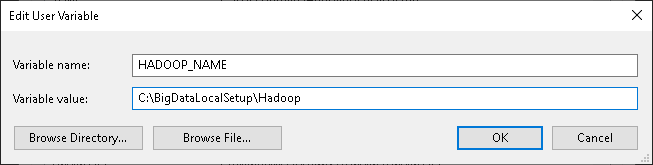 Edit User Variable
Variable name: HADOOP_NAME
Variable value: C:\BigDataLocalSetup\Hadoop
Browse Directory... Browse File... OK Cancel